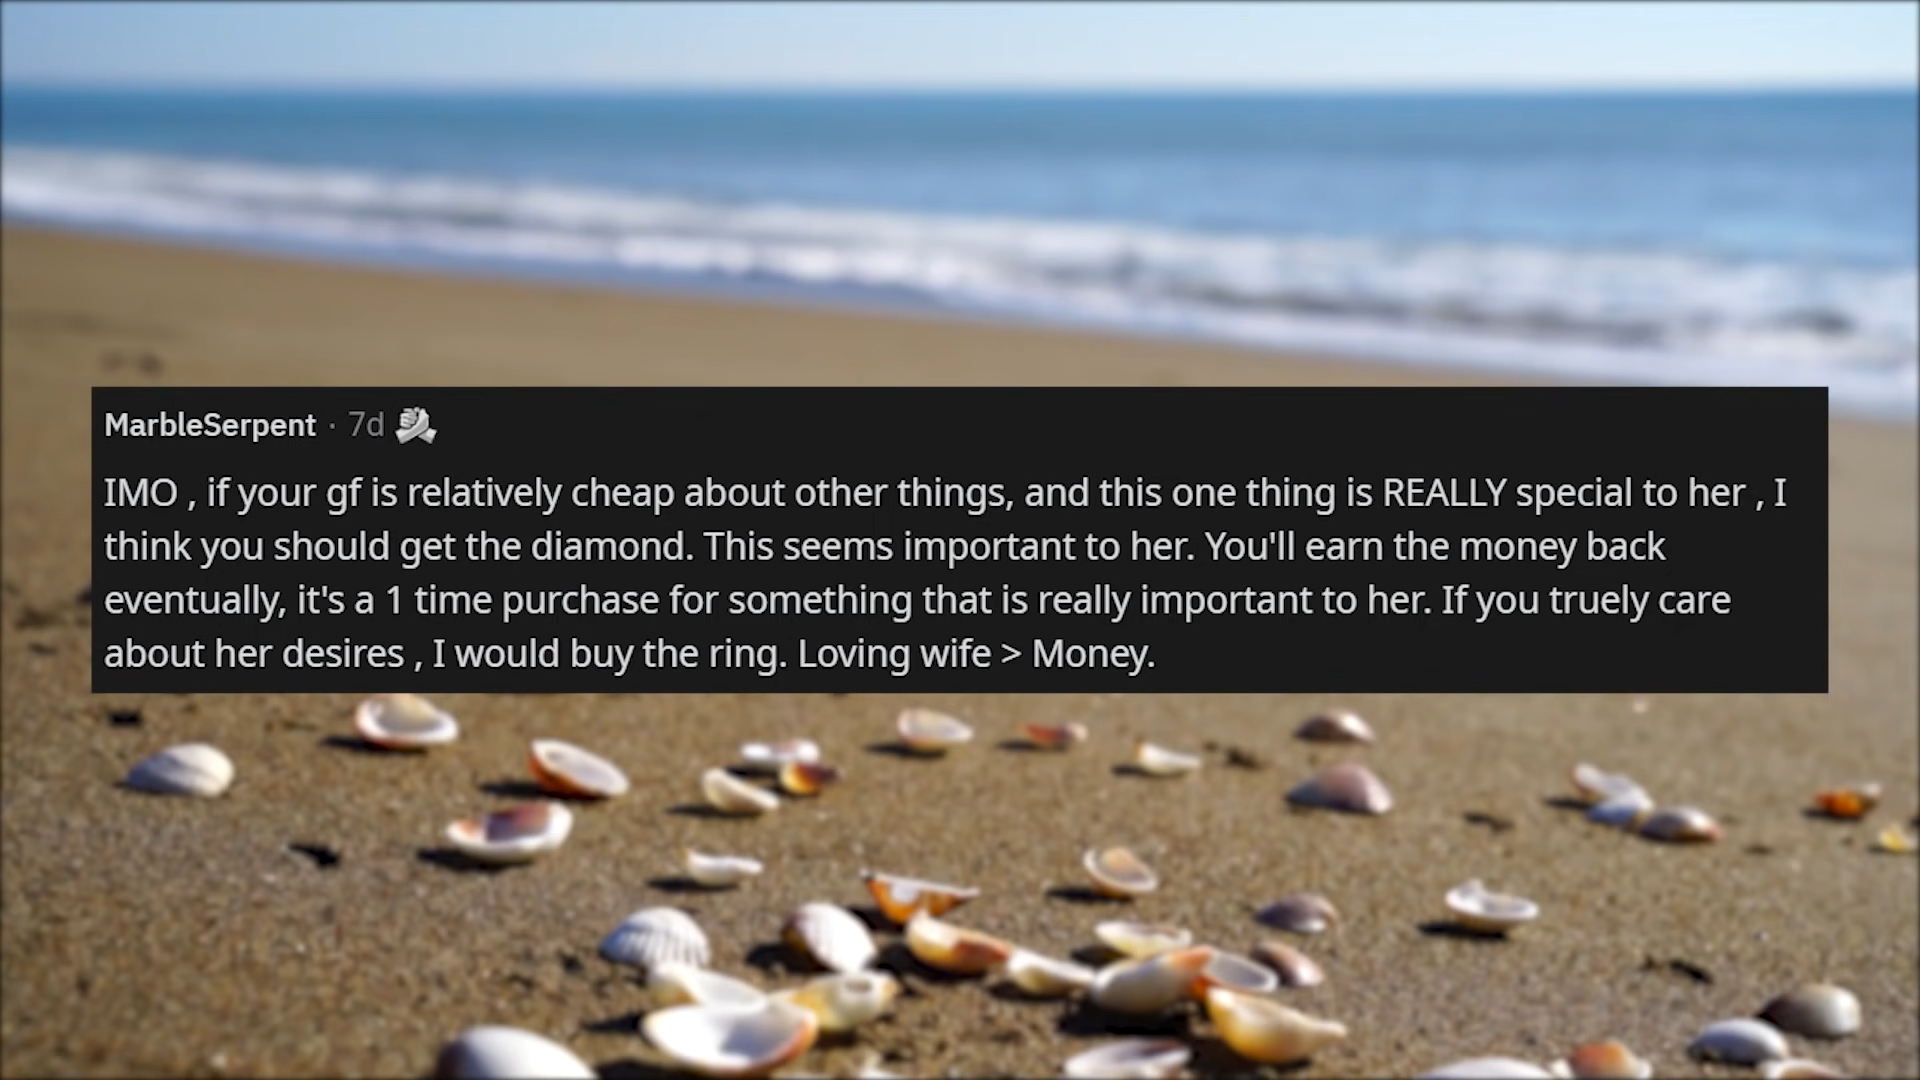 MarbleSerpent · 7d
IMO , if your gf is relatively cheap about other things, and this one thing is REALLY special to her , I
think you should get the diamond. This seems important to her. You'll earn the money back
eventually, it's a 1 time purchase for something that is really important to her. If you truely care
about her desires , I would buy the ring. Loving wife > Money.